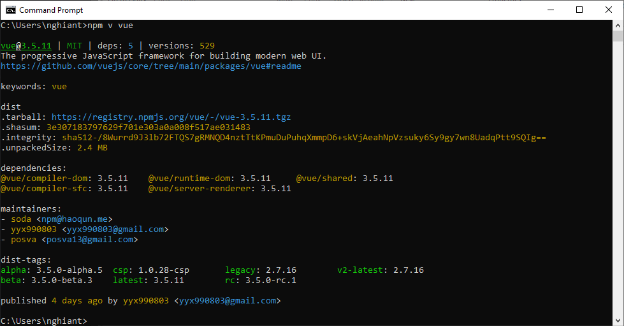 Command Prompt
C:\Users\nghiant>npm v vue
vue@3.5.11 | MIT | deps: 5 | versions: 529
The progressive JavaScript framework for building modern web UI.
https://github.com/vuejs/core/tree/main/packages/vue#readme
keywords: vue
dist
.tarball: https://registry.npmjs.org/vue/-/vue-3.5.11.tgz
.shasum: 3e307183797629f701e303a0a008f517ae031483
.integrity: sha512-/8Wurrd9J3lb72FTQS7gRMNQD4nztTtKPmuDuPuhqXmmpD6+skVjAeahNpVzsuky6Sy9gy7wn8UadqPtt9SQIg==
.unpackedSize: 2.4 MB
dependencies:
@vue/compiler-dom: 3.5.11 @vue/runtime-dom: 3.5.11 @vue/shared: 3.5.11
@vue/compiler-sfc: 3.5.11 @vue/server-renderer: 3.5.11
maintainers:
- soda <npm@haoqun.me>
- yyx990803 <yyx990803@gmail.com>
- posva <posva13@gmail.com>
dist-tags:
alpha: 3.5.0-alpha.5 csp: 1.0.28-csp legacy: 2.7.16 v2-latest: 2.7.16
beta: 3.5.0-beta.3 latest: 3.5.11 rc: 3.5.0-rc.1
published 4 days ago by yyx990803 <yyx990803@gmail.com>
C:\Users\nghiant>